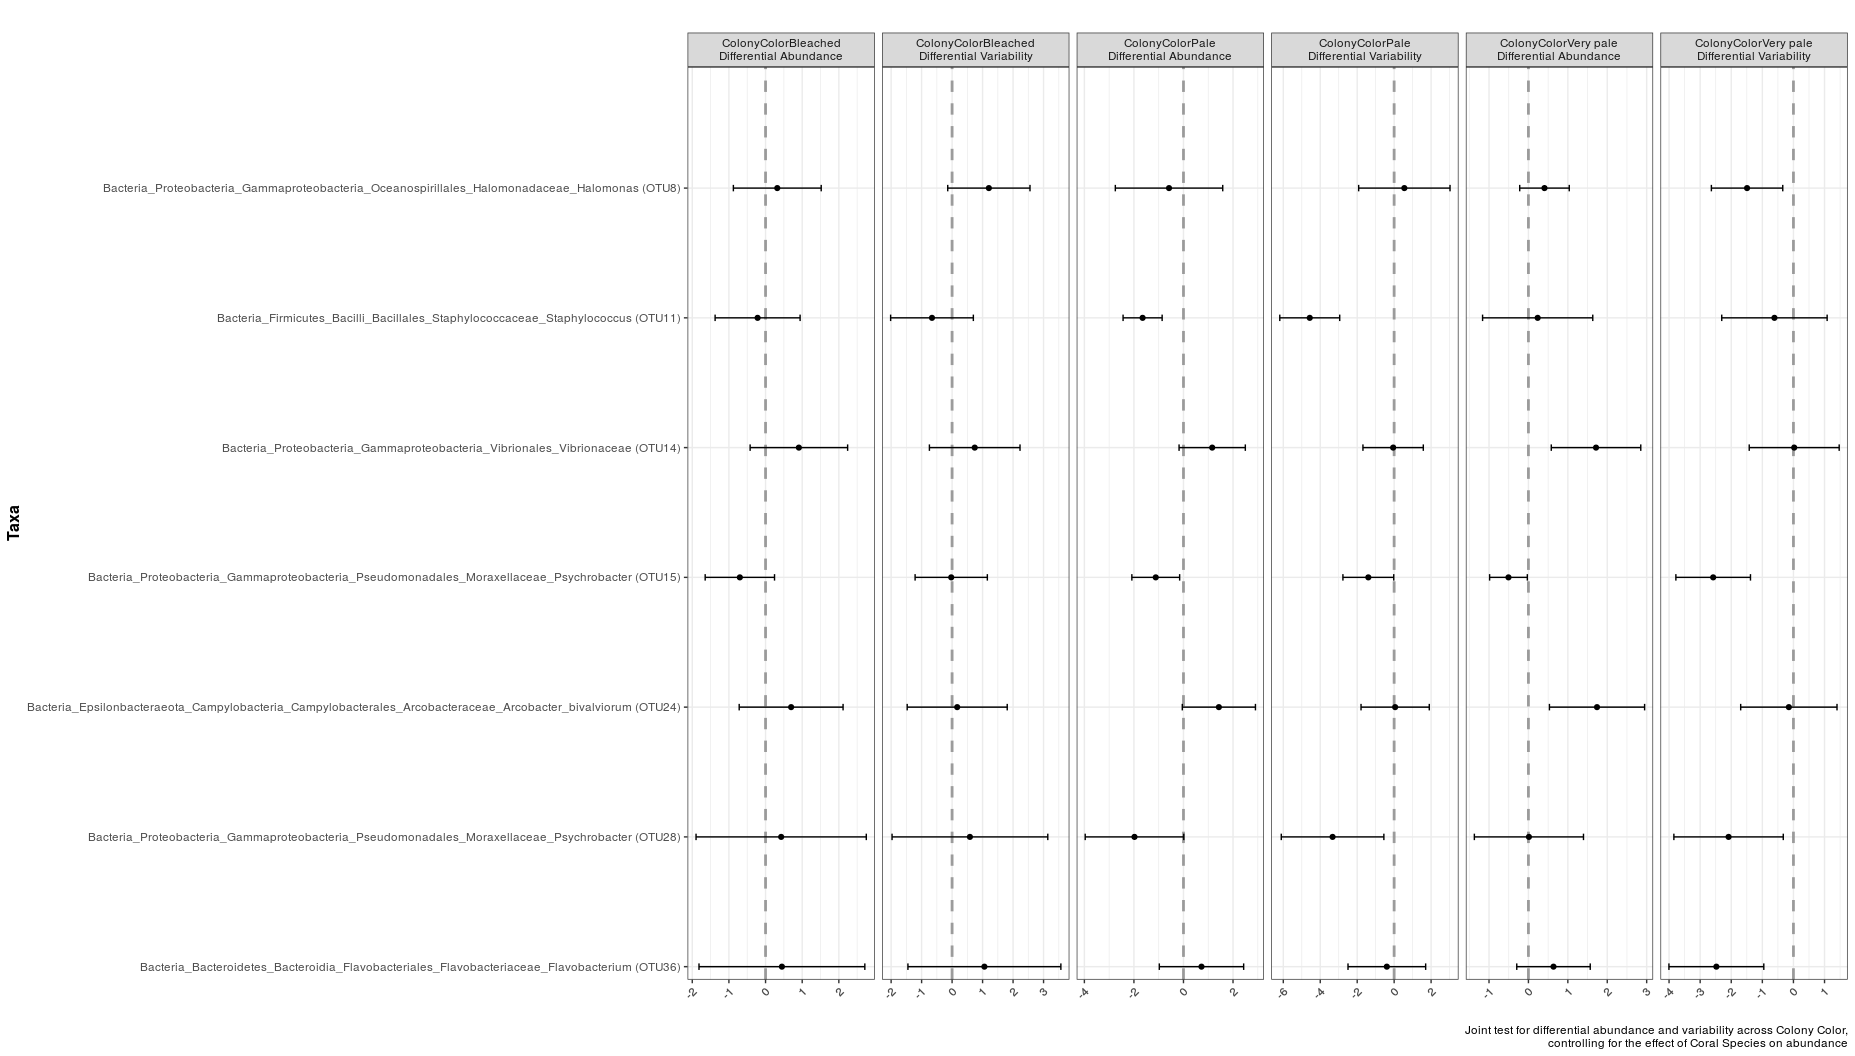 ColonyColorBleached
Differential Abundance
ColonyColorBleached
Differential Variability
ColonyColorPale
Differential Abundance
ColonyColorPale
Differential Variability
ColonyColorVery pale
Differential Abundance
ColonyColorVery pale
Differential Variability
Taxa
Bacteria_Proteobacteria_Gammaproteobacteria_Oceanospirillales_Halomonadaceae_Halomonas (OTU8)
Bacteria_Firmicutes_Bacilli_Bacillales_Staphylococcaceae_Staphylococcus (OTU11)
Bacteria_Proteobacteria_Gammaproteobacteria_Vibrionales_Vibrionaceae (OTU14)
Bacteria_Proteobacteria_Gammaproteobacteria_Pseudomonadales_Moraxellaceae_Psychrobacter (OTU15)
Bacteria_Epsilonbacteraeota_Campylobacteria_Campylobacterales_Arcobacteraceae_Arcobacter_bivalviorum (OTU24)
Bacteria_Proteobacteria_Gammaproteobacteria_Pseudomonadales_Moraxellaceae_Psychrobacter (OTU28)
Bacteria_Bacteroidetes_Bacteroidia_Flavobacteriales_Flavobacteriaceae_Flavobacterium (OTU36)
-2 -1 0 1 2
-2 -1 0 1 2 3
-4 -2 0 2
-6 -4 -2 0 2
-1 0 1 2 3
-4 -3 -2 -1 0 1
Joint test for differential abundance and variability across Colony Color,
controlling for the effect of Coral Species on abundance